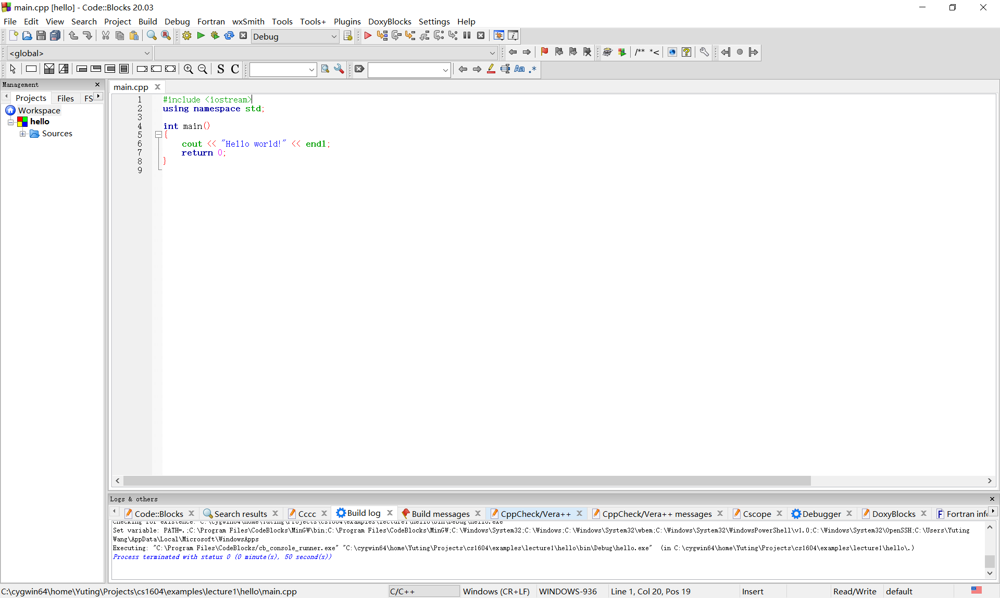 main.cpp [hello] - Code::Blocks 20.03
File Edit View Search Project Build Debug Fortran wxSmith Tools Tools+ Plugins DoxyBlocks Settings Help
Debug
<global>
/** *<
S C
Aa .*
Management
main.cpp
Projects Files FS
Workspace
hello
Sources
1 #include <iostream>
2 using namespace std;
3
4 int main()
5 {
6 cout << "Hello world!" << endl;
7 return 0;
8 }
9
Logs & others
Code::Blocks Search results Cccc Build log Build messages CppCheck/Vera++ CppCheck/Vera++ messages Cscope Debugger DoxyBlocks Fortran info
Checking for existence: C:\cygwin64\home\Yuting\Projects\cs1604\examples\lecture1\hello\bin\Debug\hello.exe
Set variable: PATH=.;C:\Program Files\CodeBlocks\MinGW\bin;C:\Program Files\CodeBlocks\MinGW;C:\Windows\System32;C:\Windows;C:\Windows\System32\wbem;C:\Windows\System32\WindowsPowerShell\v1.0;C:\Windows\System32\OpenSSH;C:\Users\Yuting
Wang\AppData\Local\Microsoft\WindowsApps
Executing: "C:\Program Files\CodeBlocks/cb_console_runner.exe" "C:\cygwin64\home\Yuting\Projects\cs1604\examples\lecture1\hello\bin\Debug\hello.exe" (in C:\cygwin64\home\Yuting\Projects\cs1604\examples\lecture1\hello\.)
Process terminated with status 0 (0 minute(s), 50 second(s))
C:\cygwin64\home\Yuting\Projects\cs1604\examples\lecture1\hello\main.cpp C/C++ Windows (CR+LF) WINDOWS-936 Line 1, Col 20, Pos 19 Insert Read/Write default